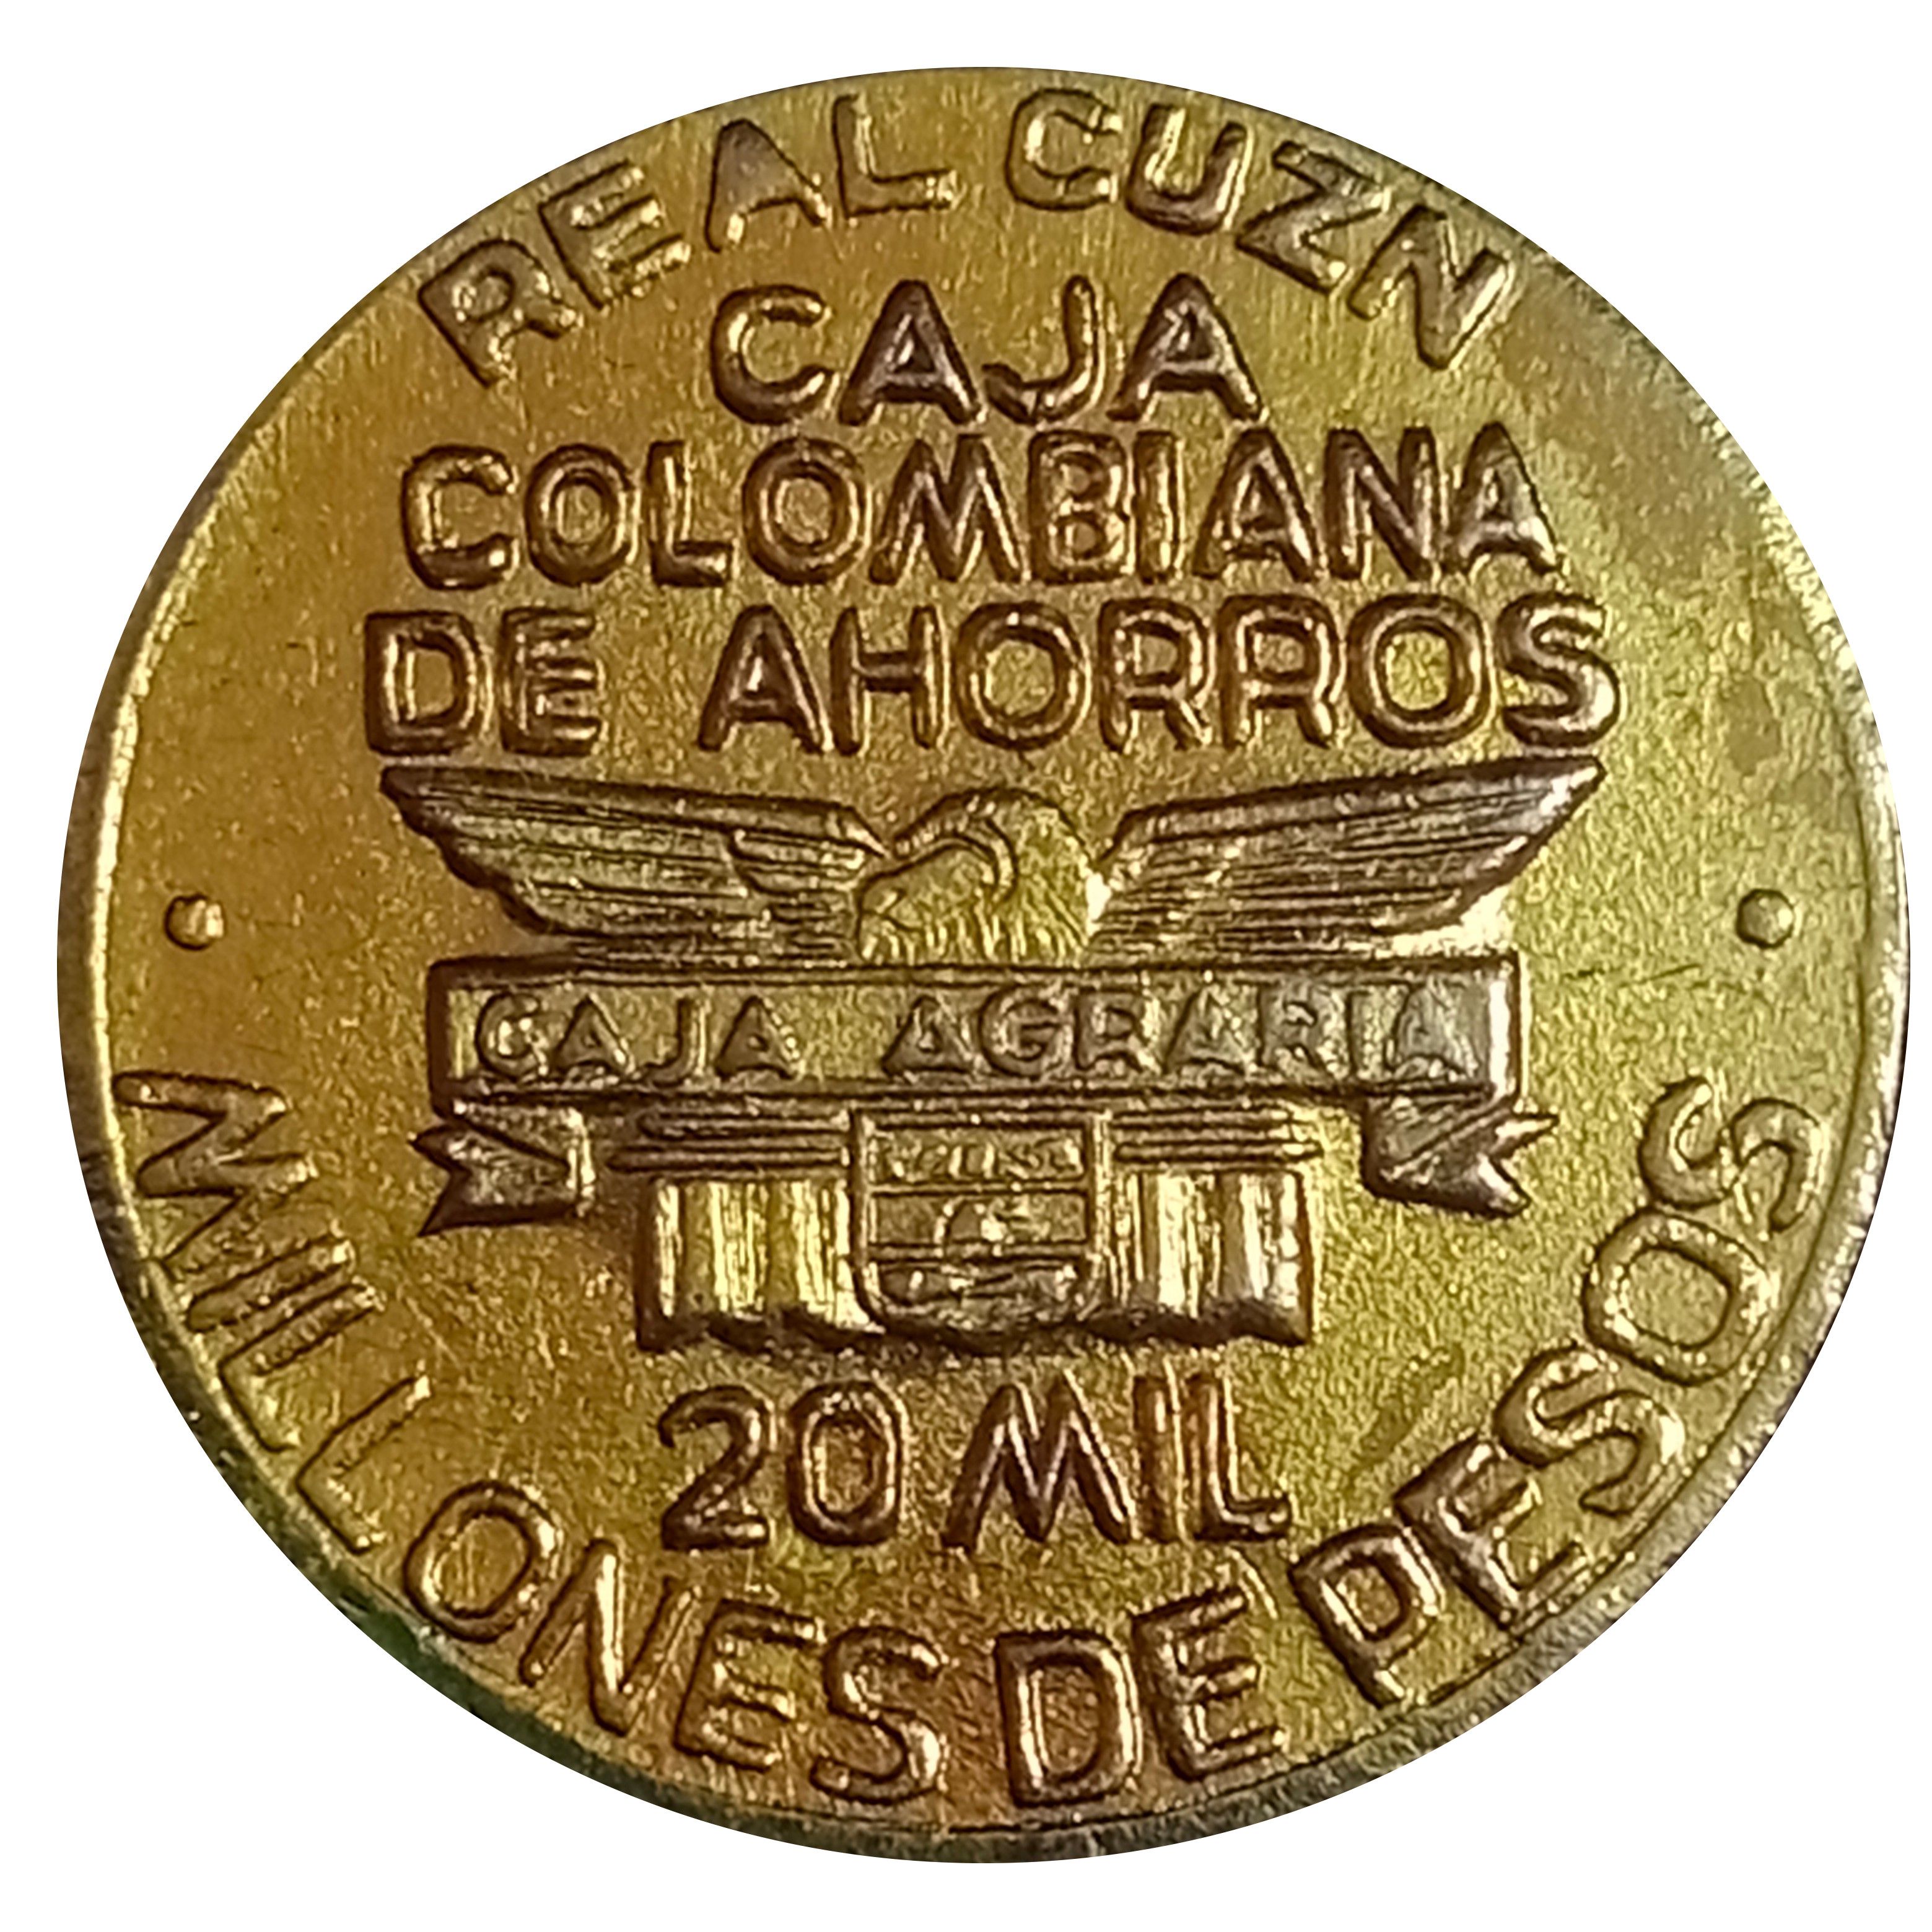 REAL CUZN
CAJA
COLOMBIANA
DE AHORROS
CAJA AGRARIA
20 MIL
MILLONES DE PESOS